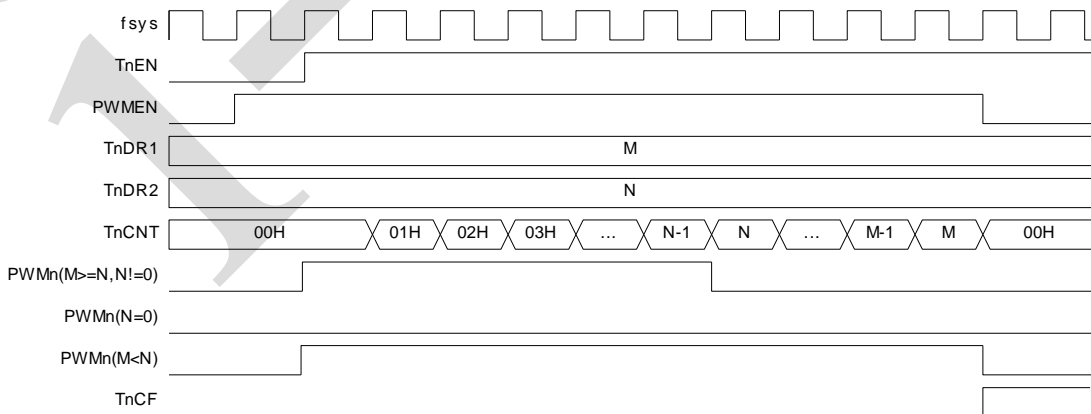 fsys
TnEN
PWMEN
TnDR1 M
TnDR2 N
TnCNT 00H 01H 02H 03H ... N-1 N ... M-1 M 00H
PWMn(M>=N,N!=0)
PWMn(N=0)
PWMn(M<N)
TnCF